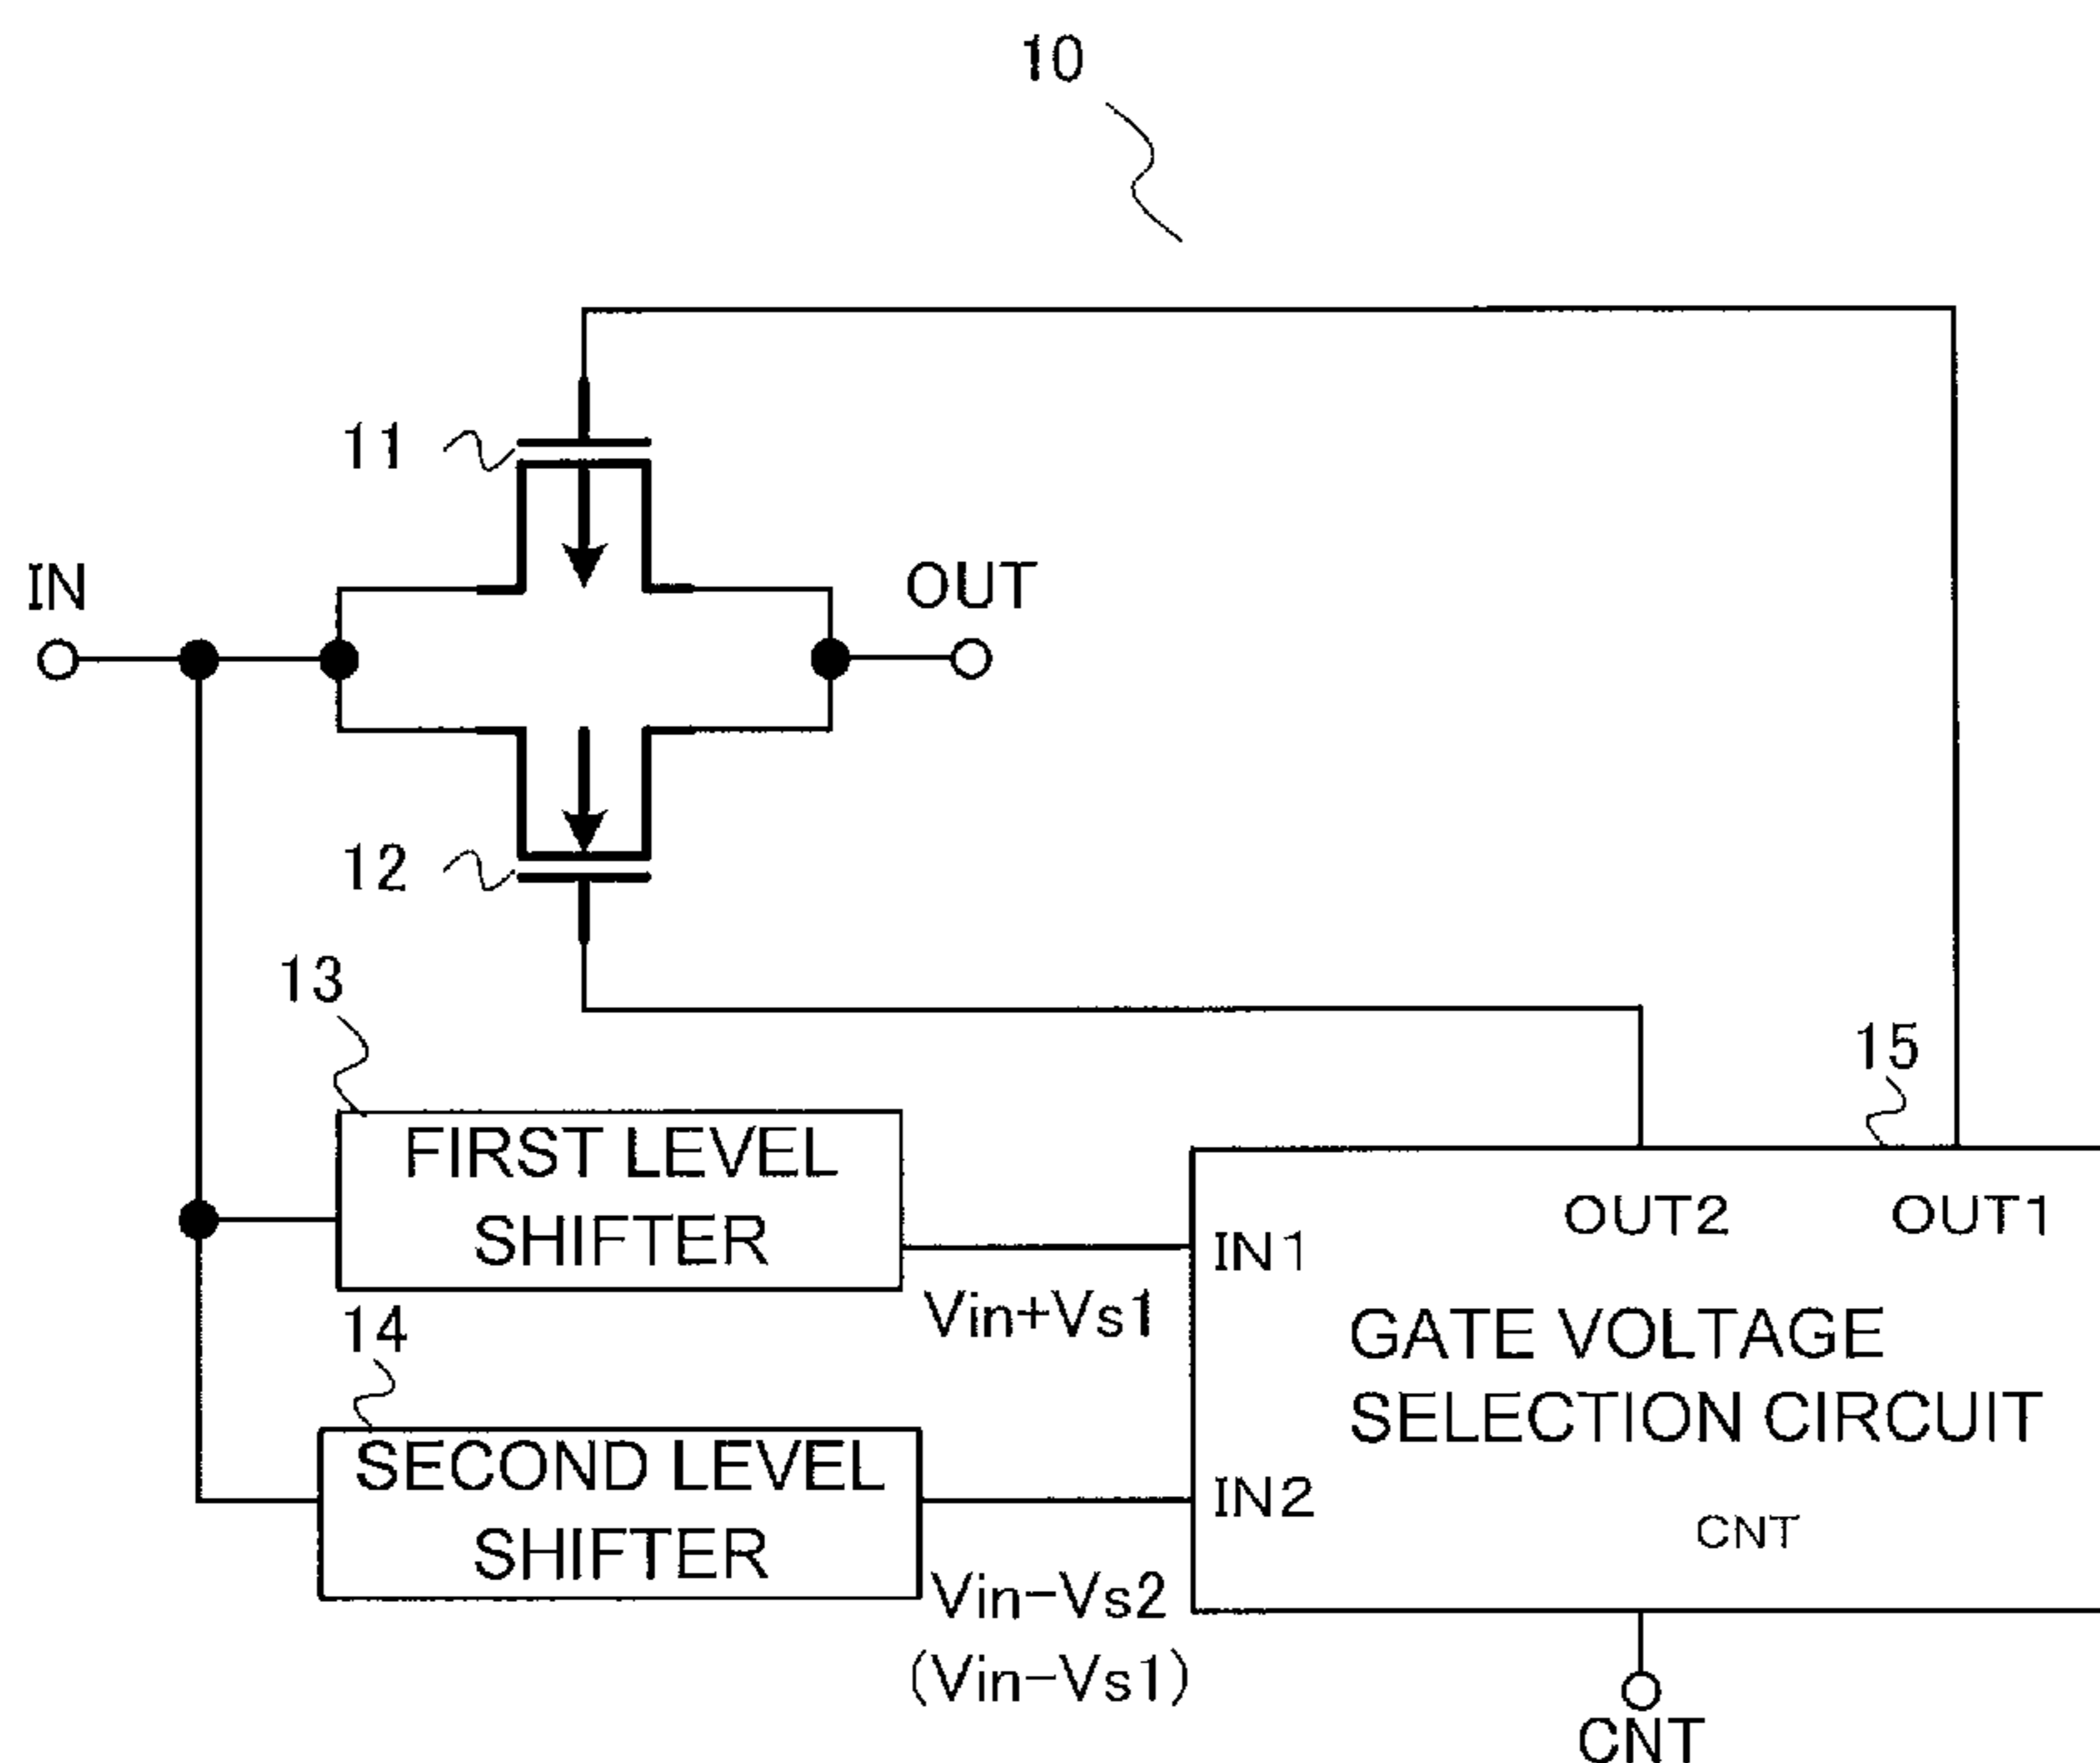 10
11
IN
OUT
12
13
15
FIRST LEVEL
SHIFTER
OUT2
OUT1
IN1
Vin+Vs1
GATE VOLTAGE
SELECTION CIRCUIT
14
SECOND LEVEL
SHIFTER
IN2
CNT
Vin-Vs2
(Vin-Vs1)
CNT